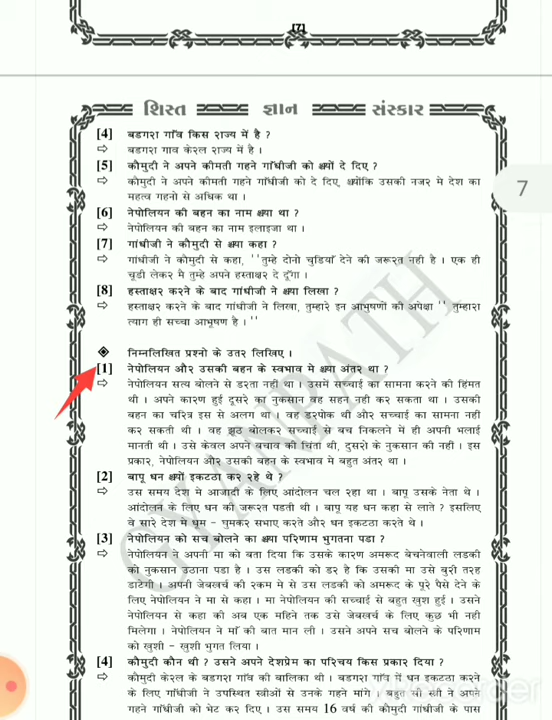 [7]
शिस्त ज्ञान संस्कार
[4] बडगरा गाँव किस राज्य में है ?
⇨ बडगरा गाव केरल राज्य में है ।
[5] कौमुदी ने अपने कीमती गहने गाँधीजी को क्यों दे दिए ?
⇨ कौमुदी ने अपने कीमती गहने गाँधीजी को दे दिए, क्योंकि उसकी नजर मे देश का
महत्व गहनो से अधिक था ।
7
[6] नेपोलियन की बहन का नाम क्या था ?
⇨ नेपोलियन की बहन का नाम इलाइजा था ।
[7] गांधीजी ने कौमुदी से क्या कहा ?
⇨ गांधीजी ने कौमुदी से कहा, ''तुम्हे दोनो चुडियाँ देने की जरूरत नही है । एक ही
चूडी लेकर मै तुम्हे अपने हस्ताक्षर दे दूँगा ।
[8] हस्ताक्षर करने के बाद गांधीजी ने क्या लिखा ?
⇨ हस्ताक्षर करने के बाद गांधीजी ने लिखा, तुम्हारे इन आभुषणों की अपेक्षा '' तुम्हारा
त्याग ही सच्चा आभूषण है ।''
◈ निम्नलिखित प्रश्नो के उतर लिखिए ।
[1] नेपोलियन और उसकी बहन के स्वभाव मे क्या अंतर था ?
⇨ नेपोलियन सत्य बोलने से डरता नही था । उसमें सच्चाई का सामना करने की हिंमत
थी । अपने कारण हुई दूसरे का नुकसान वह सहन नही कर सकता था । उसकी
बहन का चरित्र इस से अलग था । वह डरपोक थी और सच्चाई का सामना नही
कर सकती थी । वह झूठ बोलकर सच्चाई से बच निकलने में ही अपनी भलाई
मानती थी । उसे केवल अपने बचाव की चिंता थी, दुसरो के नुकसान की नही । इस
प्रकार, नेपोलियन और उसकी बहन के स्वभाव मे बहुत अंतर था ।
[2] बापू धन क्यों इकटठा कर रहे थे ?
⇨ उस समय देश मे आजादी के लिए आंदोलन चल रहा था । बापू उसके नेता थे ।
आंदोलन के लिए धन की जरूरत पडती थी । बापू यह धन कहा से लाते ? इसलिए
वे सारे देश मे घूम - घुमकर सभाए करते और धन इकटठा करते थे ।
[3] नेपोलियन को सच बोलने का क्या परिणाम भुगतना पडा ?
⇨ नेपोलियन ने अपनी मा को बता दिया कि उसके कारण अमरूद बेचनेवाली लडकी
को नुकसान उठाना पडा है । उस लडकी को डर है कि उसकी मा उसे बुरी तरह
डाटेगी । अपनी जेबखर्च की रकम मे से उस लडकी को अमरूद के पूरे पैसे देने के
लिए नेपोलियन ने मा से कहा । मा नेपोलियन की सच्चाई से बहुत खुश हुई । उसने
नेपोलियन से कहा की अब एक महिने तक उसे जेबखर्च के लिए कुछ भी नही
मिलेगा । नेपोलियन ने माँ की बात मान ली । उसने अपने सच बोलने के परिणाम
को खुशी - खुशी भुगत लिया ।
[4] कौमुदी कौन थी ? उसने अपने देशप्रेम का परिचय किस प्रकार दिया ?
⇨ कौमुदी केरल के बडगरा गांव की बालिका थी । बडगरा गाँव में धन इकटठा करने
के लिए गाँधीजी ने उपस्थित स्त्रीओं से उनके गहने मांगे । बहुत सी स्त्री ने अपने
गहने गाँधीजी को भेट कर दिए । उस समय 16 वर्ष की कौमुदी गाँधीजी के पास
GYANPATH